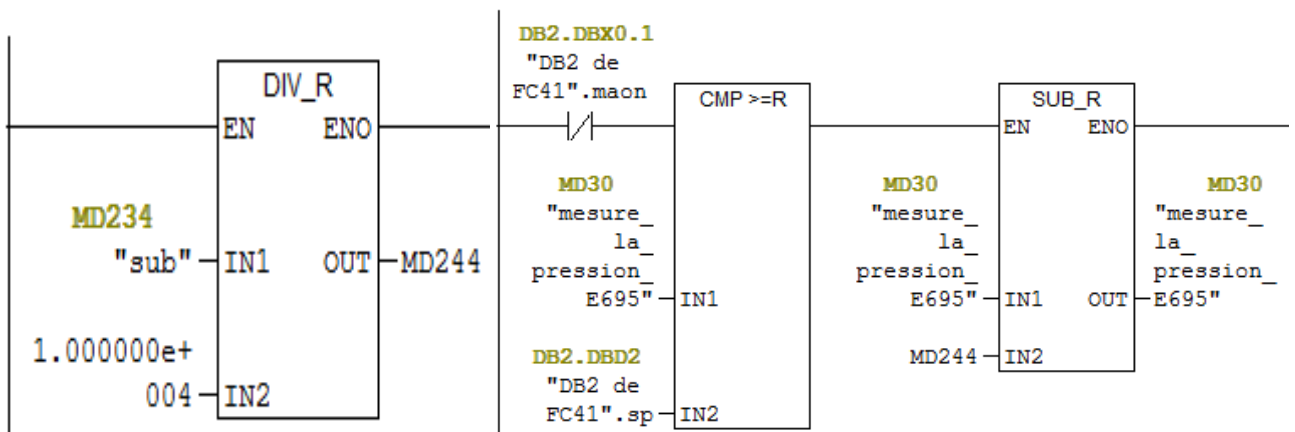 DIV_R
EN ENO
MD234
"sub" IN1 OUT MD244
1.000000e+
004 IN2
DB2.DBX0.1
"DB2 de
FC41".maon
CMP >=R
MD30
"mesure_
la_
pression_
E695" IN1
DB2.DBD2
"DB2 de
FC41".sp IN2
SUB_R
EN ENO
MD30
"mesure_
la_
pression_
E695" IN1
MD244 IN2
OUT
MD30
"mesure_
la_
pression_
E695"